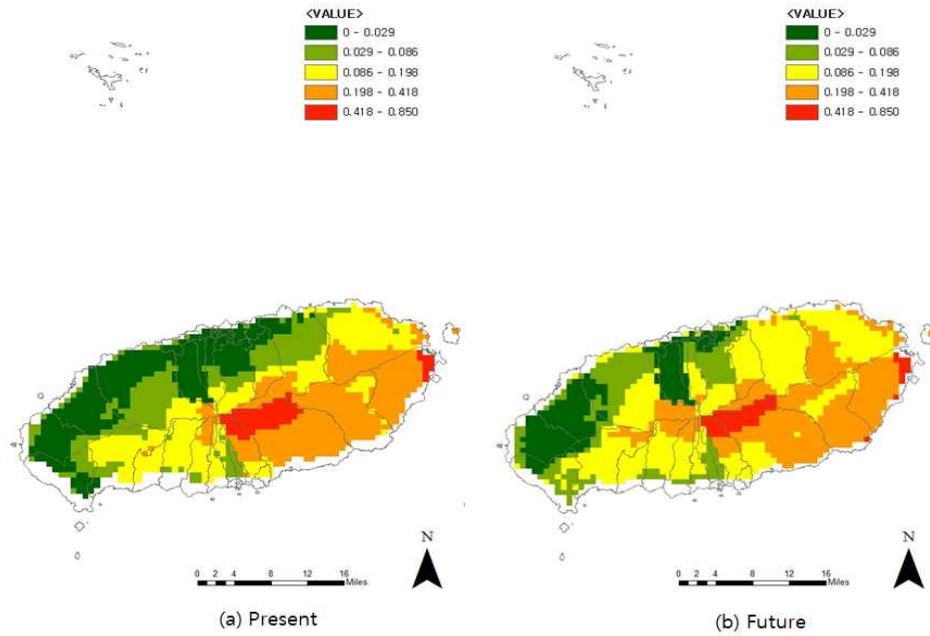 <VALUE>
0 - 0.029
0.029 - 0.086
0.086 - 0.198
0.198 - 0.418
0.418 - 0.850
N
0 2 4 8 12 16
Miles
(a) Present
<VALUE>
0 - 0.029
0.029 - 0.086
0.086 - 0.198
0.198 - 0.418
0.418 - 0.850
N
0 2 4 8 12 16
Miles
(b) Future